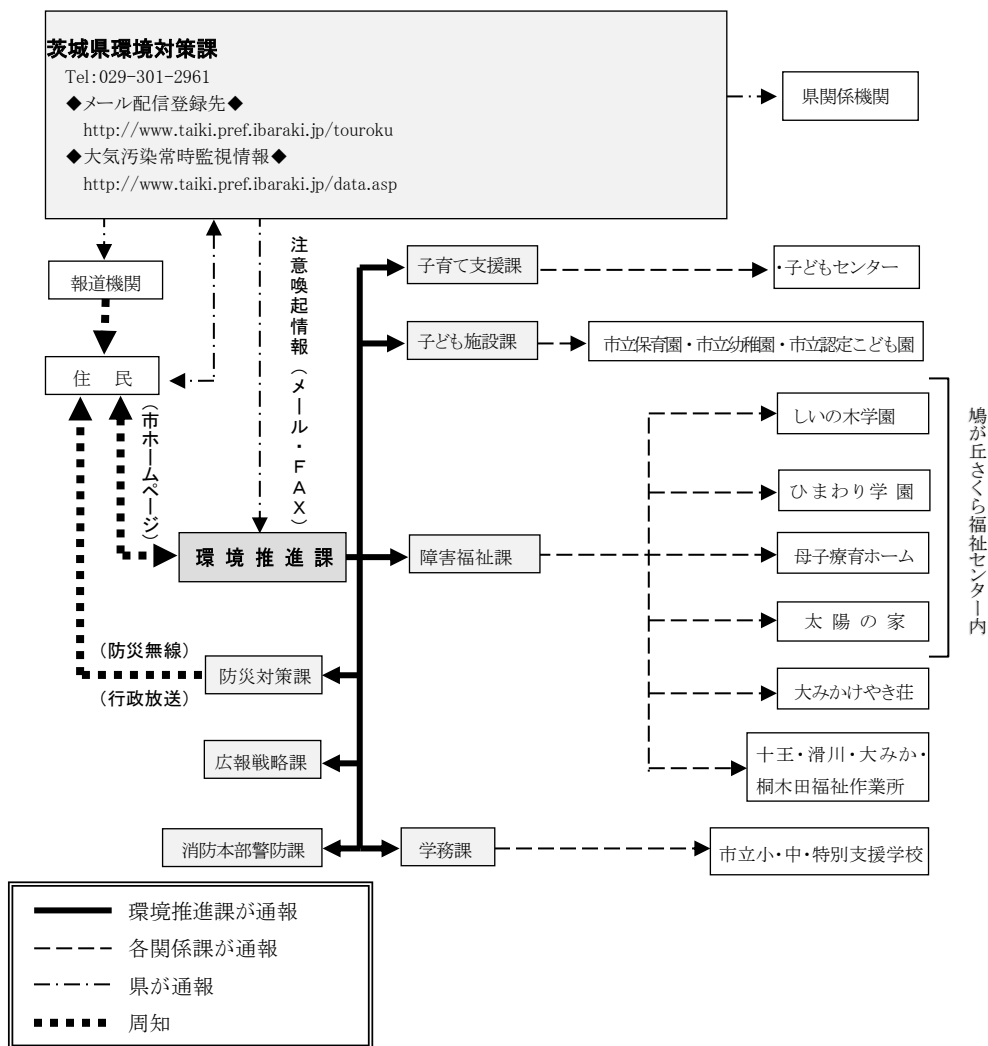 茨城県環境対策課
Tel:029-301-2961
◆メール配信登録先◆
http://www.taiki.pref.ibaraki.jp/touroku
◆大気汚染常時監視情報◆
http://www.taiki.pref.ibaraki.jp/data.asp
県関係機関
報道機関
住　民
(市ホームページ)
注意喚起情報(メール・FAX)
環境推進課
子育て支援課
・子どもセンター
子ども施設課
市立保育園・市立幼稚園・市立認定こども園
障害福祉課
しいの木学園
ひまわり学園
母子療育ホーム
太陽の家
鳩が丘さくら福祉センター内
大みかけやき荘
十王・滑川・大みか・
桐木田福祉作業所
(防災無線)
(行政放送)
防災対策課
広報戦略課
消防本部警防課
学務課
市立小・中・特別支援学校
環境推進課が通報
各関係課が通報
県が通報
周知